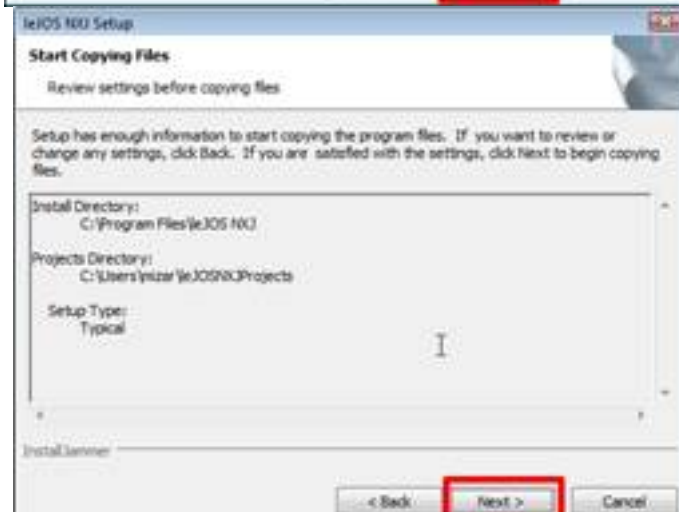 leJOS NXJ Setup
Start Copying Files
Review settings before copying files
Setup has enough information to start copying the program files. If you want to review or
change any settings, click Back. If you are satisfied with the settings, click Next to begin copying
files.
Install Directory:
C:\Program Files\leJOS NXJ
Projects Directory:
C:\Users\mizar\leJOSNXJProjects
Setup Type:
Typical
InstallJammer
< Back Next > Cancel